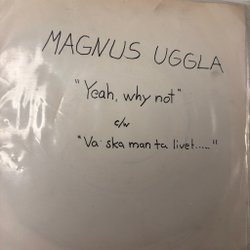 MAGNUS UGGLA
"Yeah, why not"
c/w
"Va ska man ta livet....."